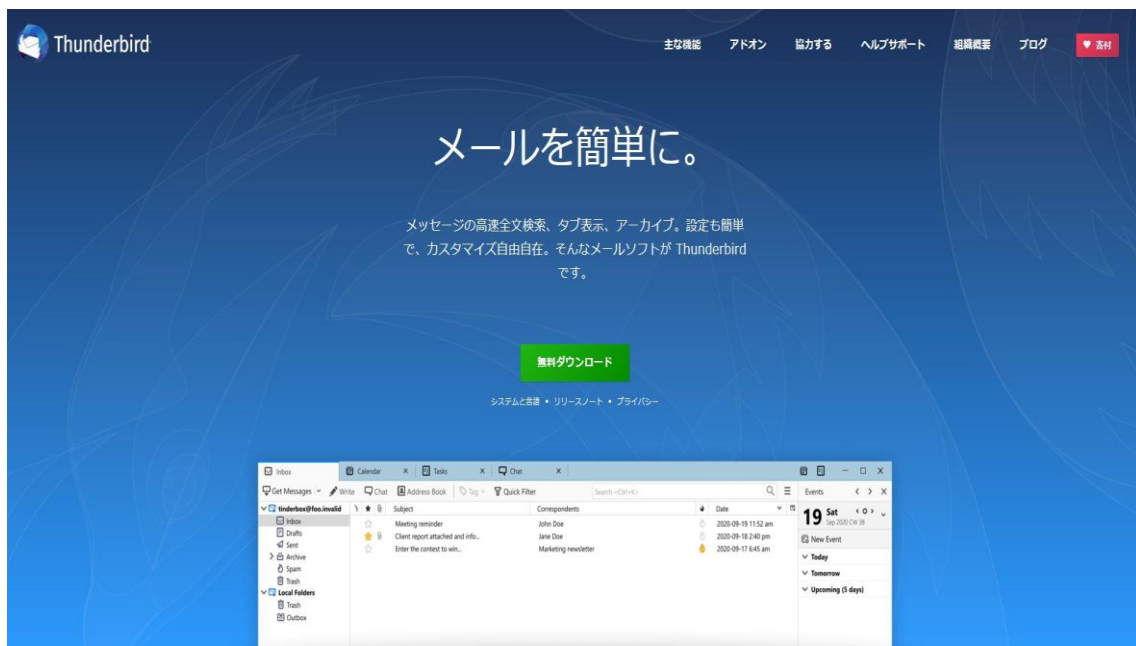 Thunderbird
主な機能 アドオン 協力する ヘルプサポート 組織概要 ブログ ♥ 寄付
メールを簡単に。
メッセージの高速全文検索、タブ表示、アーカイブ。設定も簡単
で、カスタマイズ自由自在。そんなメールソフトが Thunderbird
です。
無料ダウンロード
システムと言語 • リリースノート • プライバシー
Inbox Calendar X Tasks X Chat X
Get Messages Write Chat Address Book Tag Quick Filter Search <Ctrl+K> Events
tinderbox@foo.invalid Subject Correspondents Date 19 Sat
Inbox Meeting reminder John Doe 2020-09-19 11:52 am Sep 2020 CW 38
Drafts Client report attached and info... Jane Doe 2020-09-18 2:40 pm New Event
Sent Enter the contest to win... Marketing newsletter 2020-09-17 6:45 am
Archive Today
Spam Tomorrow
Trash Upcoming (5 days)
Local Folders
Trash
Outbox